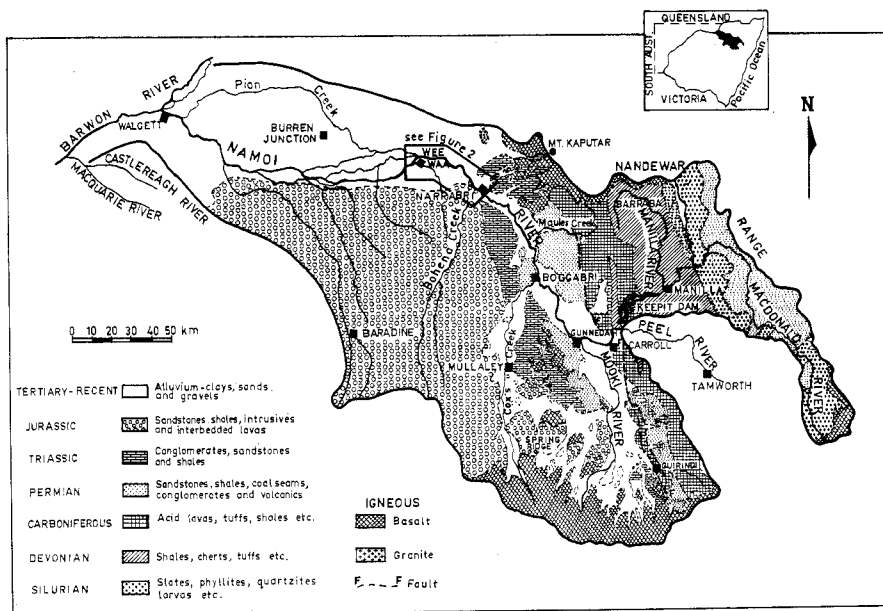 QUEENSLAND
SOUTH AUST.
VICTORIA
Pacific Ocean
N
BARWON RIVER
Pian Creek
WALGETT
BURREN JUNCTION
see Figure 2
WEE WAA
MT. KAPUTAR
NANDEWAR RANGE
NAMOI RIVER
CASTLEREAGH RIVER
MACQUARIE RIVER
NARRABRI
BARRABA
MANILLA RIVER
Maules Creek
Bohena Creek
BOGGABRI
MANILLA
MACDONALD RIVER
KEEPIT DAM
0 10 20 30 40 50 km
BARADINE
GUNNEDAH
CARROLL
PEEL RIVER
TAMWORTH
MULLALEY
Cox's Creek
MOOKI RIVER
SPRING RIDGE
QUIRINDI
TERTIARY-RECENT Alluvium-clays, sands, and gravels
JURASSIC Sandstones, shales, intrusives and interbedded lavas
TRIASSIC Conglomerates, sandstones and shales
PERMIAN Sandstones, shales, coal seams, conglomerates and volcanics
CARBONIFEROUS Acid lavas, tuffs, shales etc.
DEVONIAN Shales, cherts, tuffs etc.
SILURIAN Slates, phyllites, quartzites larvas etc.
IGNEOUS
Basalt
Granite
F F Fault